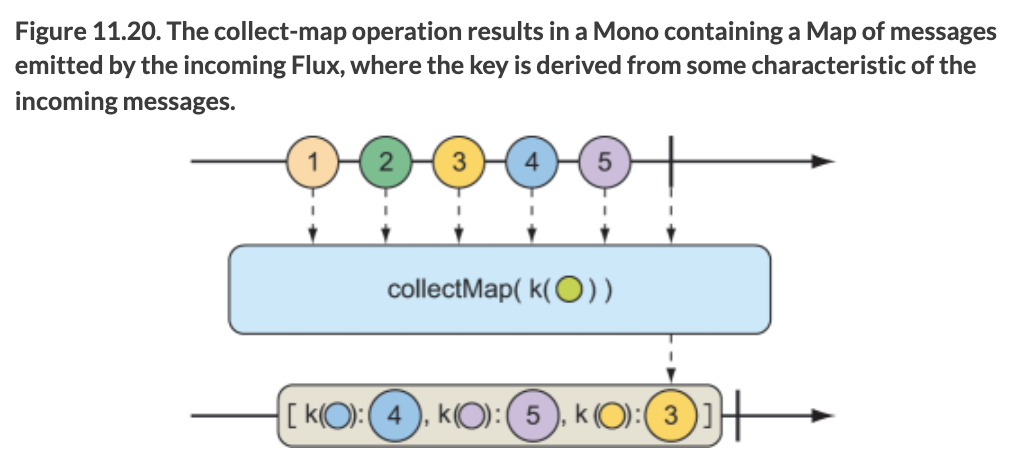 Figure 11.20. The collect-map operation results in a Mono containing a Map of messages
emitted by the incoming Flux, where the key is derived from some characteristic of the
incoming messages.
1 2 3 4 5
collectMap( k( ) )
[ k( ): 4 , k( ): 5 , k ( ): 3 ]